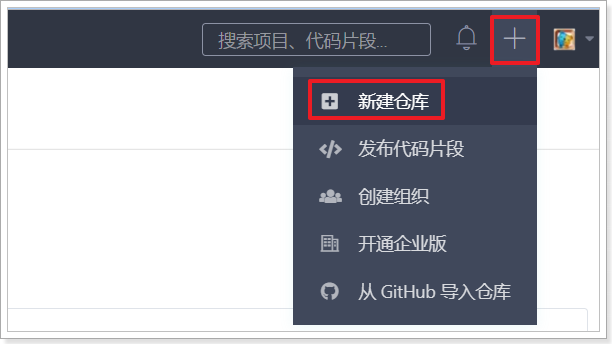 搜索项目、代码片段...
新建仓库
发布代码片段
创建组织
开通企业版
从 GitHub 导入仓库